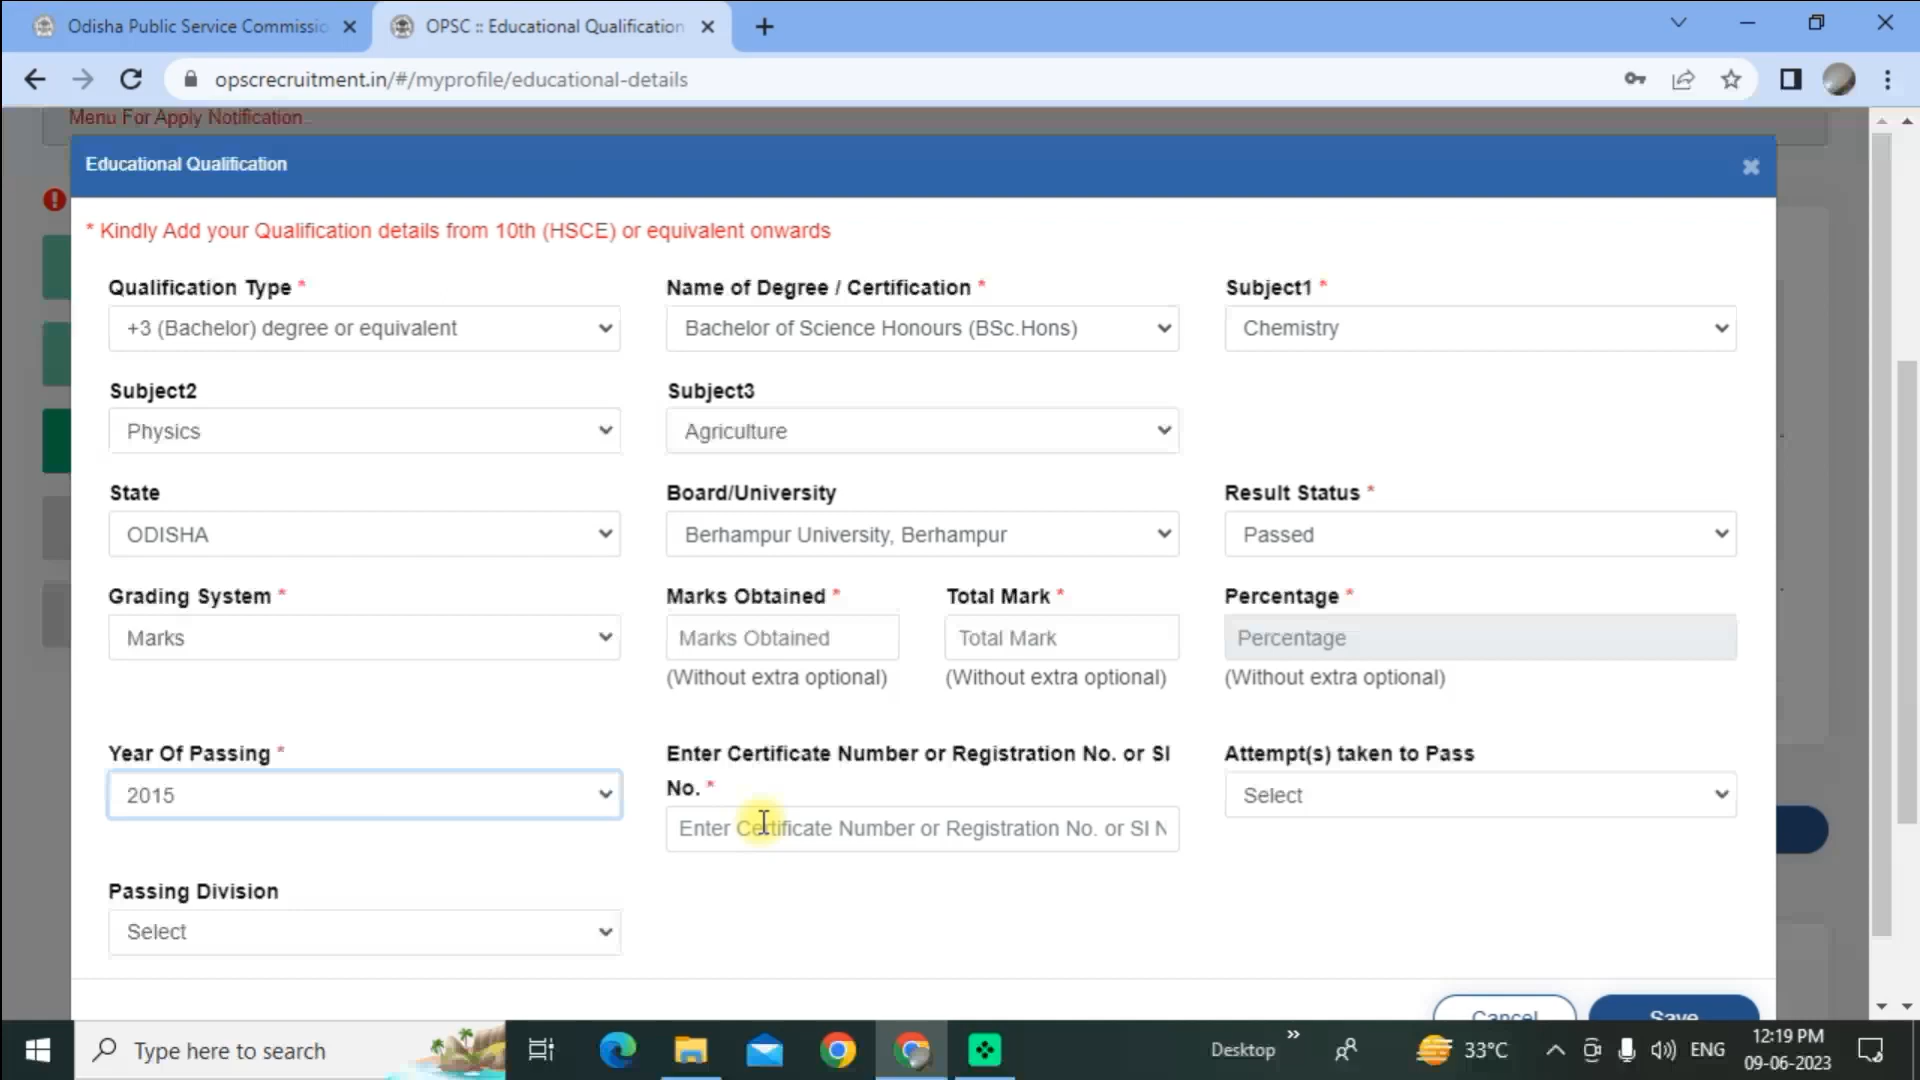 Odisha Public Service Commissio
OPSC :: Educational Qualification
opscrecruitment.in/#/myprofile/educational-details
Menu For Apply Notification
Educational Qualification
* Kindly Add your Qualification details from 10th (HSCE) or equivalent onwards
Qualification Type * Name of Degree / Certification * Subject1 *
+3 (Bachelor) degree or equivalent Bachelor of Science Honours (BSc.Hons) Chemistry
Subject2 Subject3
Physics Agriculture
State Board/University Result Status *
ODISHA Berhampur University, Berhampur Passed
Grading System * Marks Obtained * Total Mark * Percentage *
Marks Marks Obtained Total Mark Percentage
(Without extra optional) (Without extra optional) (Without extra optional)
Year Of Passing * Enter Certificate Number or Registration No. or Sl Attempt(s) taken to Pass
No. *
2015 Select
Enter Certificate Number or Registration No. or Sl N
Passing Division
Select
Cancel Save
Type here to search
Desktop
33°C
ENG
12:19 PM
09-06-2023